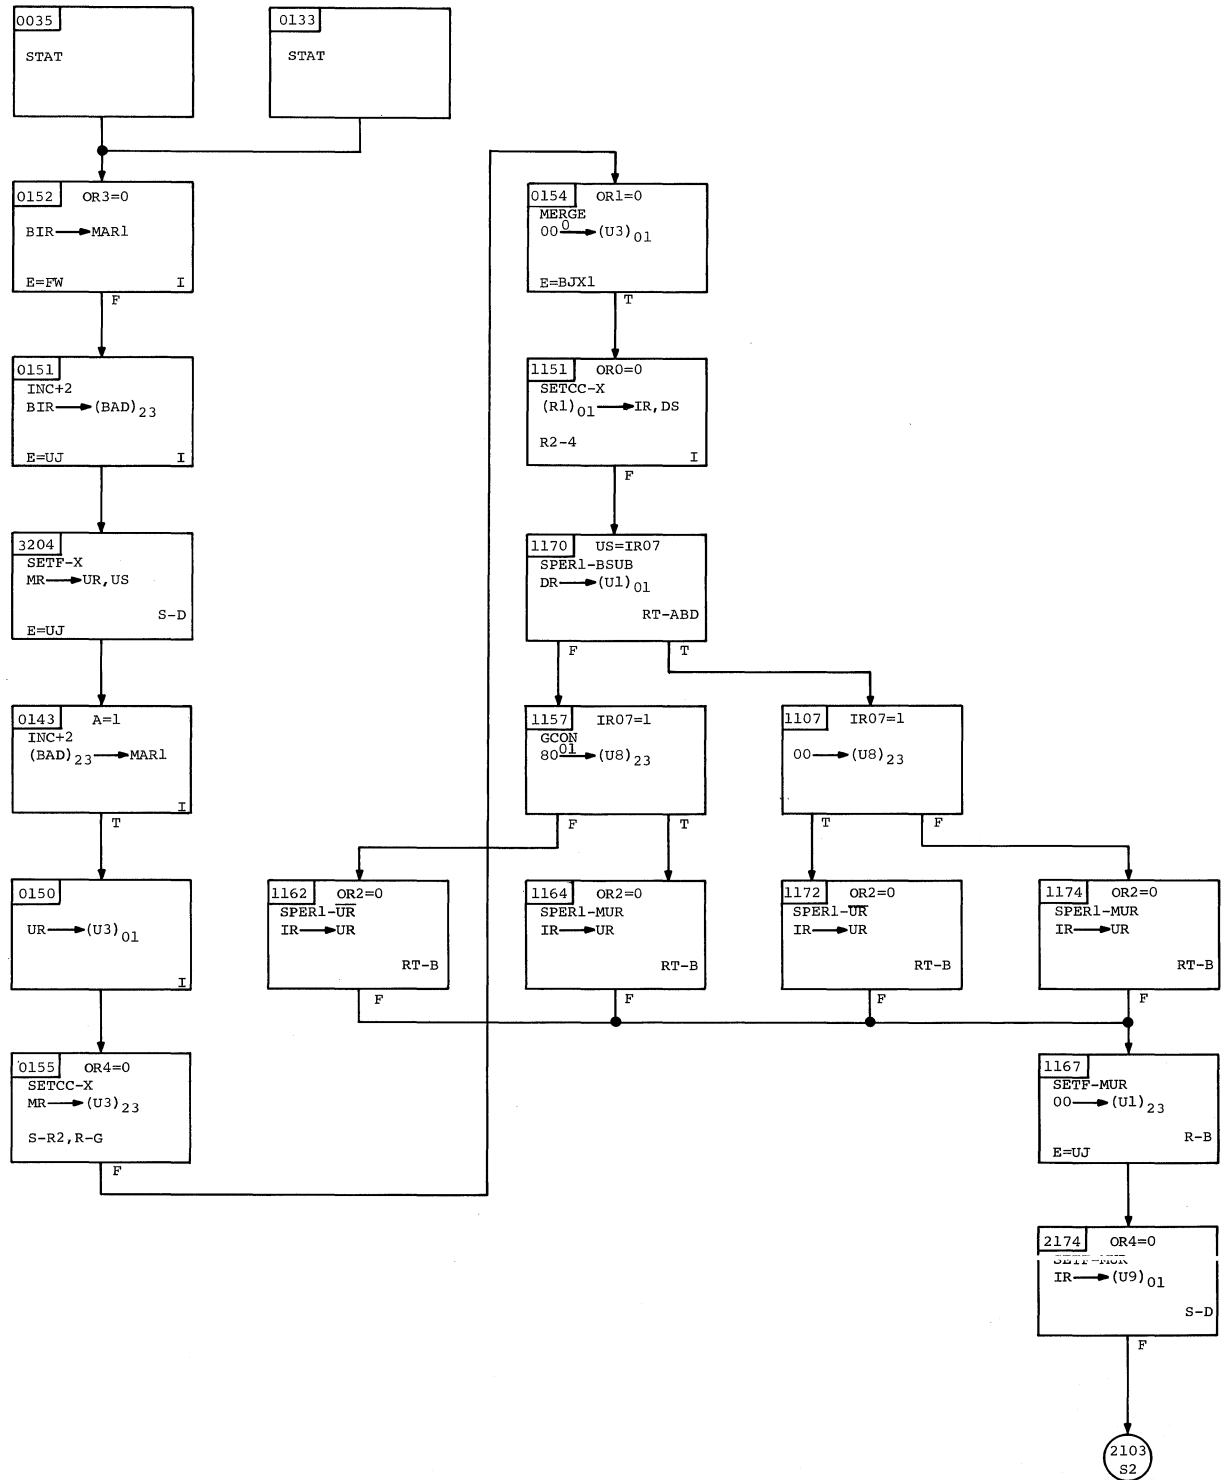 0035
STAT
0133
STAT
0152 OR3=0
BIR→MAR1
E=FW I
F
0151
INC+2
BIR→(BAD)23
E=UJ I
3204
SETF-X
MR→UR,US
S-D
E=UJ
0143 A=1
INC+2
(BAD)23→MAR1
I
T
0150
UR→(U3)01
I
0155 OR4=0
SETCC-X
MR→(U3)23
S-R2,R-G
F
0154 OR1=0
MERGE
00 0→(U3)01
E=BJX1
T
1151 OR0=0
SETCC-X
(R1)01→IR,DS
R2-4
I
F
1170 US=IR07
SPER1-BSUB
DR→(U1)01
RT-ABD
F T
1157 IR07=1
GCON
80 01→(U8)23
F T
1107 IR07=1
00→(U8)23
T F
1162 OR2=0
SPER1-U̅R̅
IR→UR
RT-B
F
1164 OR2=0
SPER1-MUR
IR→UR
RT-B
F
1172 OR2=0
SPER1-U̅R̅
IR→UR
RT-B
F
1174 OR2=0
SPER1-MUR
IR→UR
RT-B
F
1167
SETF-MUR
00→(U1)23
R-B
E=UJ
2174 OR4=0
SETF-MUR
IR→(U9)01
S-D
F
2103
S2